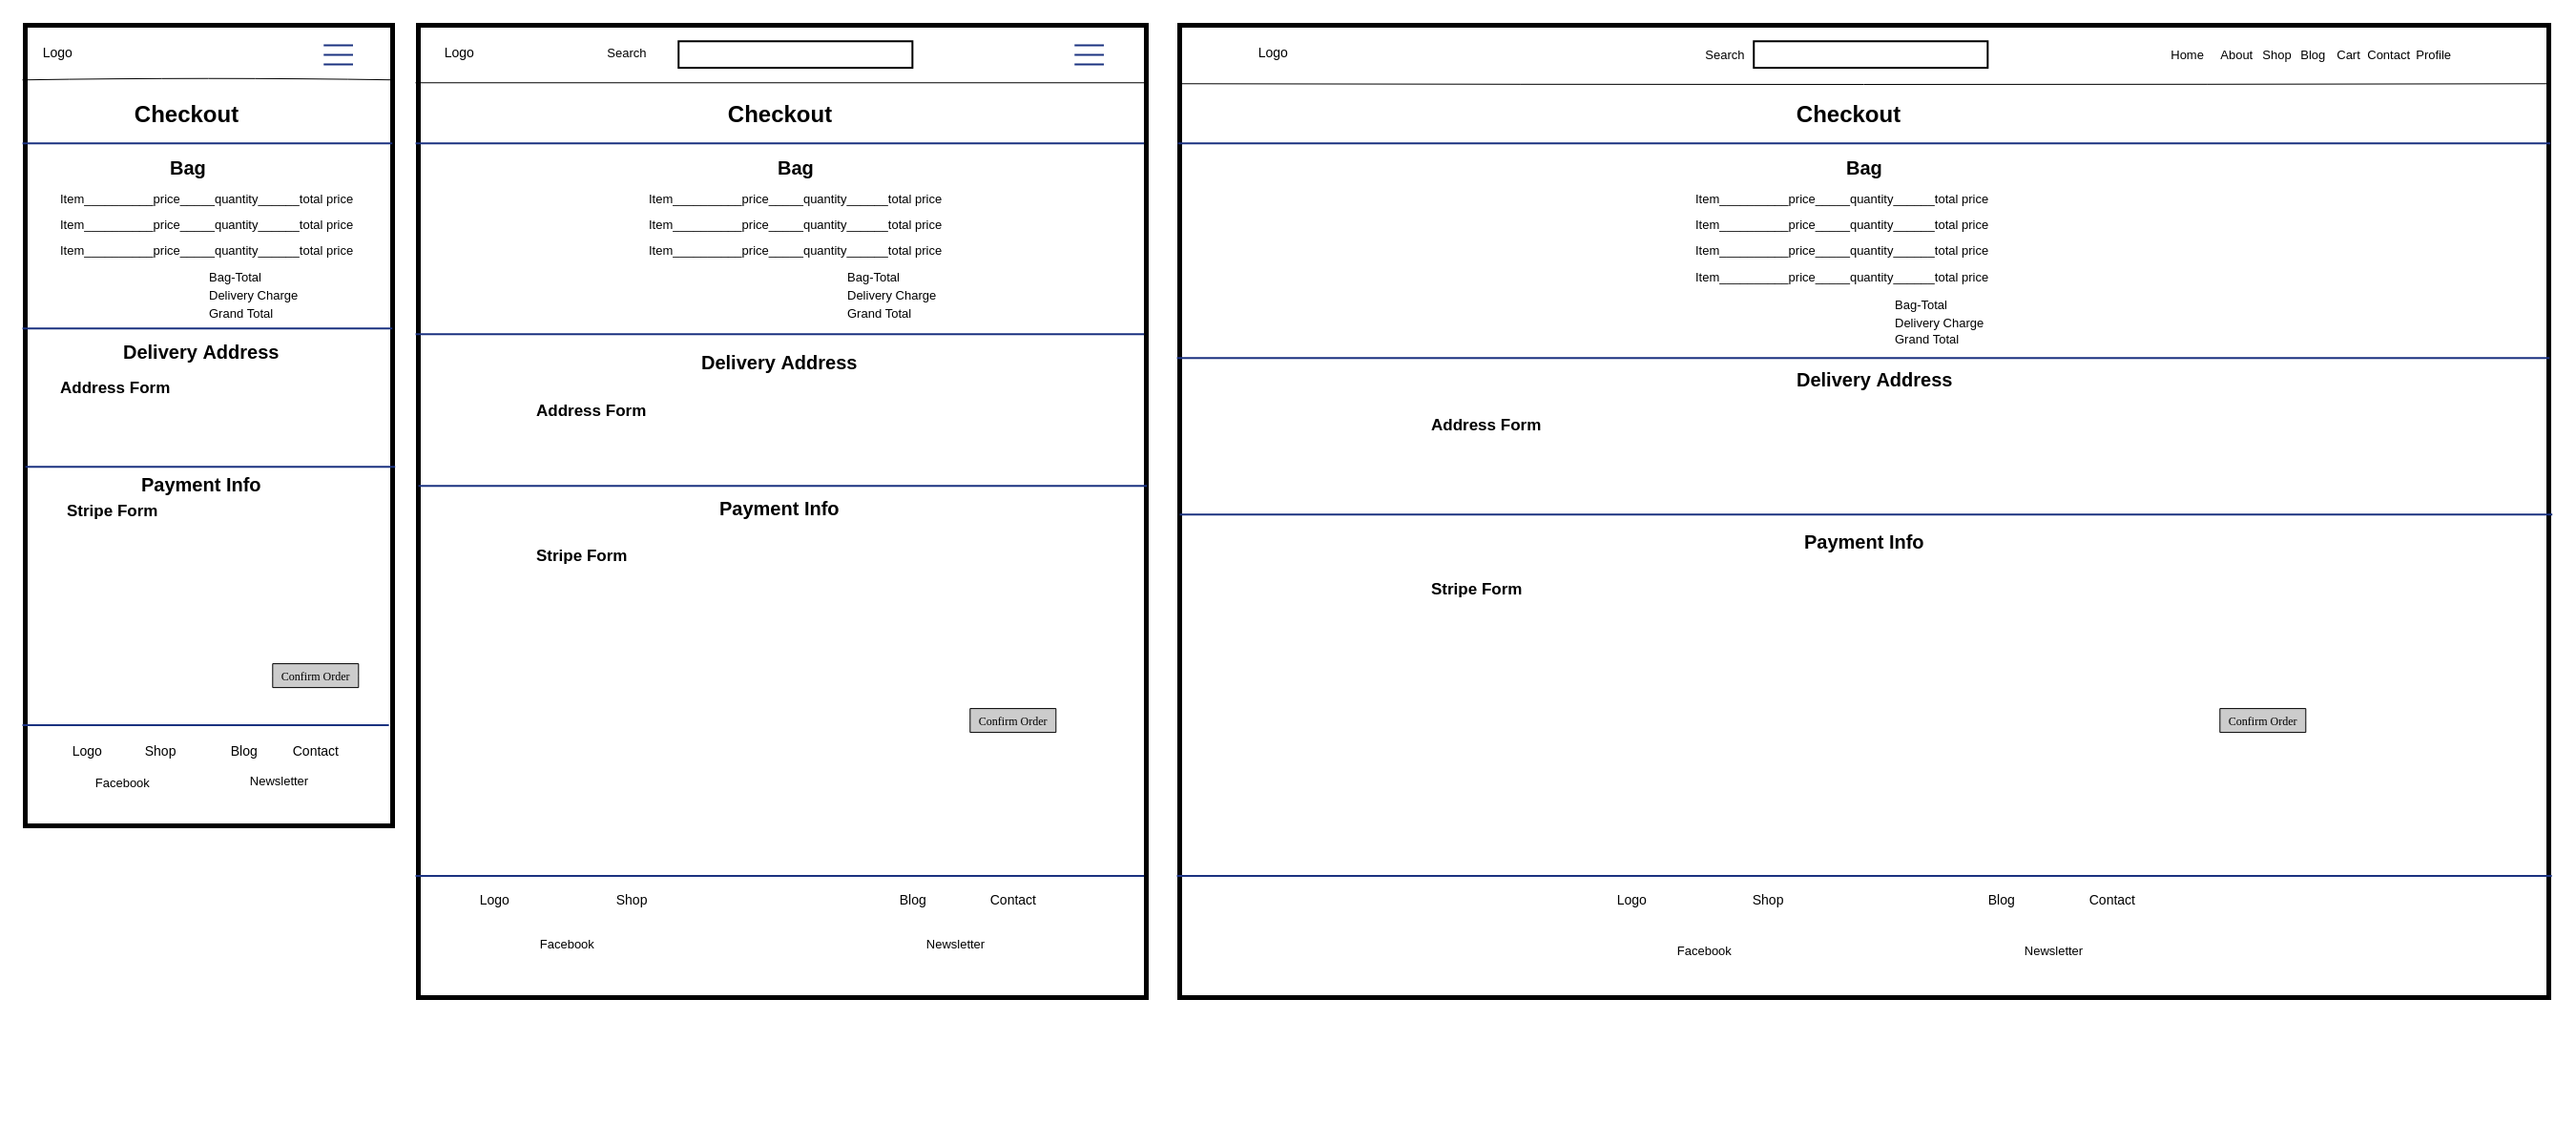 Logo
Checkout
Bag
Item__________price_____quantity______total price
Item__________price_____quantity______total price
Item__________price_____quantity______total price
Bag-Total
Delivery Charge
Grand Total
Delivery Address
Address Form
Payment Info
Stripe Form
Confirm Order
Logo Shop Blog Contact
Facebook Newsletter
Logo Search
Checkout
Bag
Item__________price_____quantity______total price
Item__________price_____quantity______total price
Item__________price_____quantity______total price
Bag-Total
Delivery Charge
Grand Total
Delivery Address
Address Form
Payment Info
Stripe Form
Confirm Order
Logo Shop Blog Contact
Facebook Newsletter
Logo Search Home About Shop Blog Cart Contact Profile
Checkout
Bag
Item__________price_____quantity______total price
Item__________price_____quantity______total price
Item__________price_____quantity______total price
Item__________price_____quantity______total price
Bag-Total
Delivery Charge
Grand Total
Delivery Address
Address Form
Payment Info
Stripe Form
Confirm Order
Logo Shop Blog Contact
Facebook Newsletter